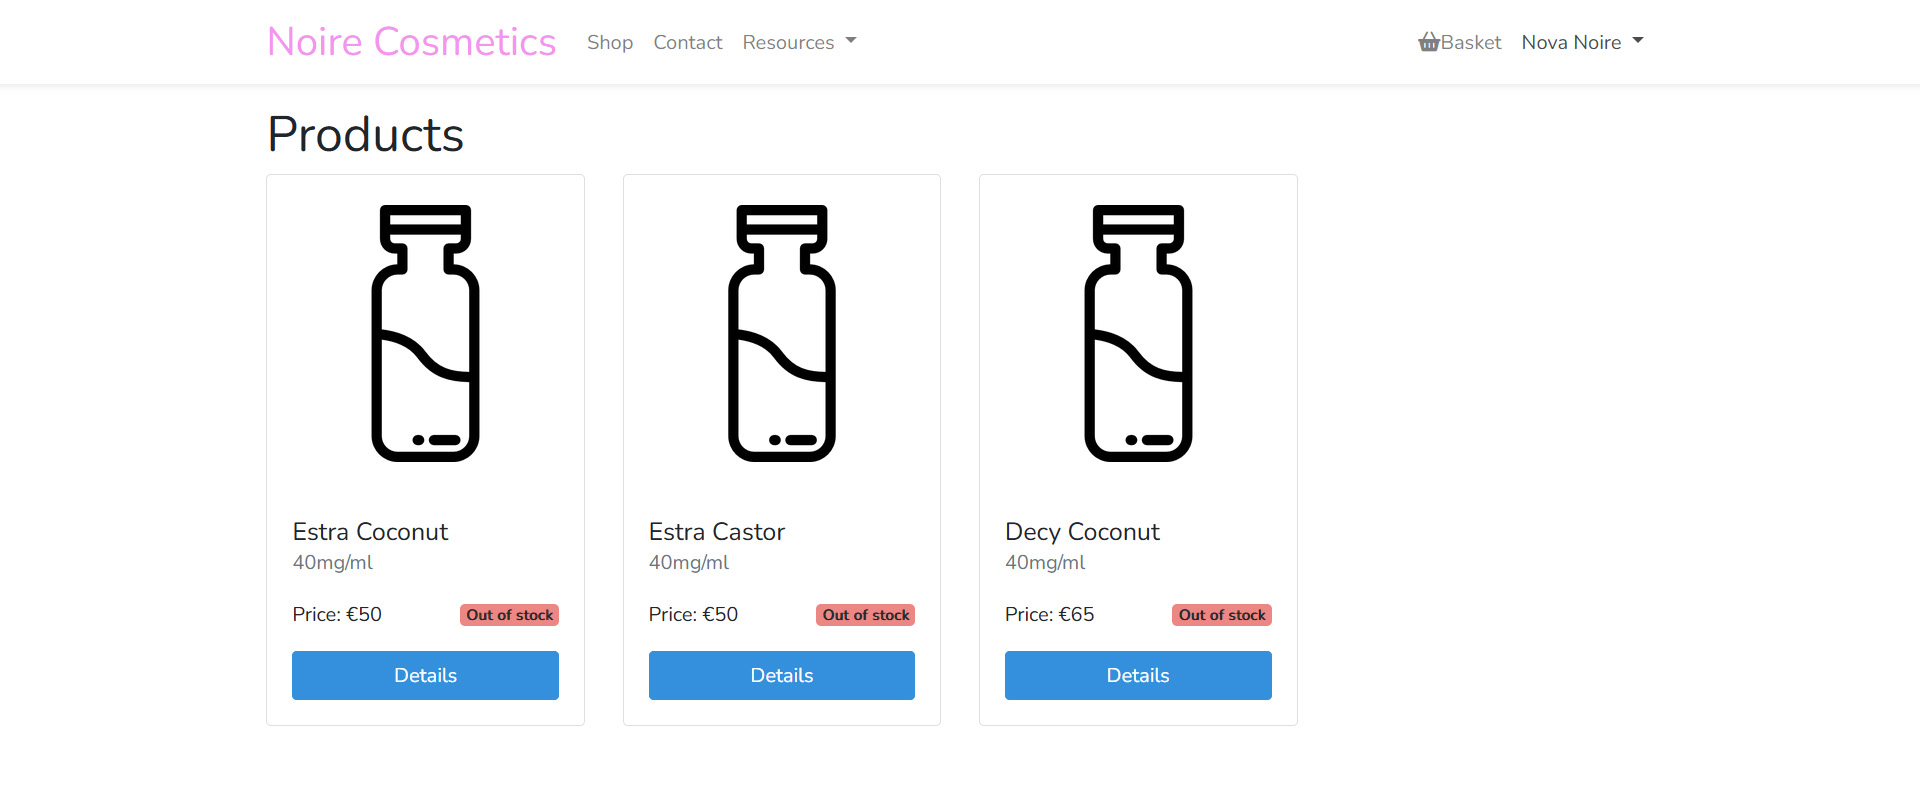 Noire Cosmetics
Shop
Contact
Resources
Basket
Nova Noire
Products
Estra Coconut
40mg/ml
Price: €50
Out of stock
Details
Estra Castor
40mg/ml
Price: €50
Out of stock
Details
Decy Coconut
40mg/ml
Price: €65
Out of stock
Details